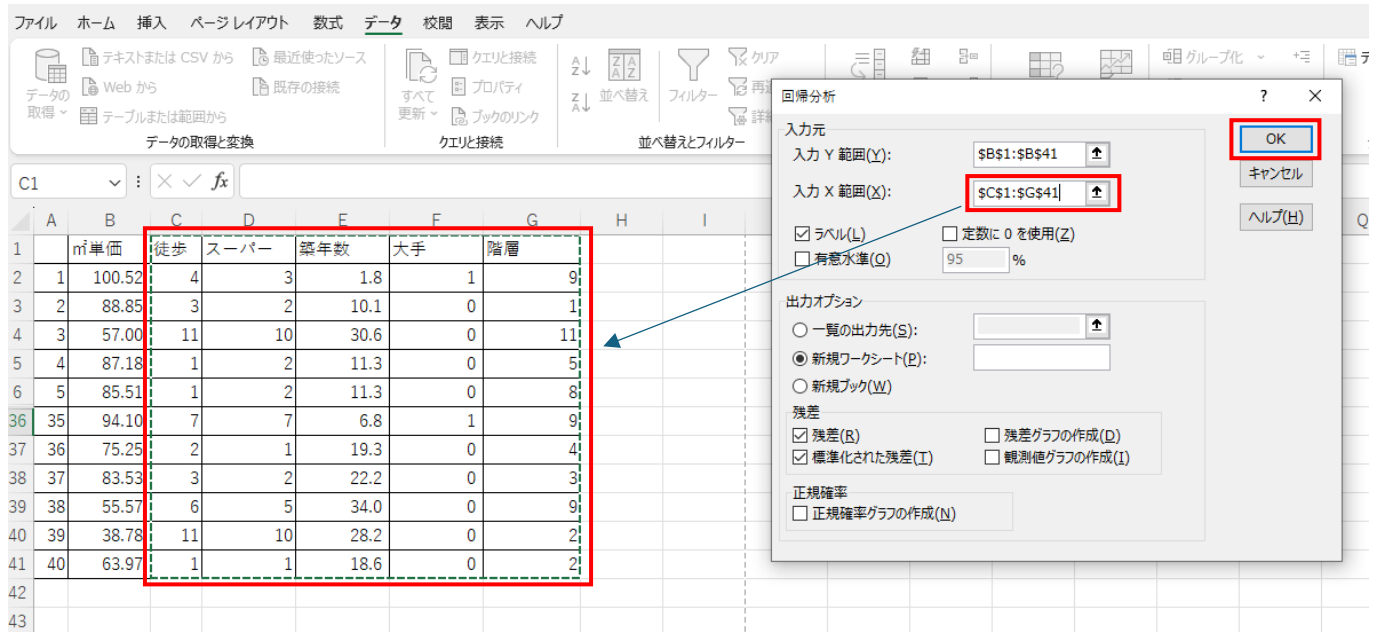 ファイル ホーム 挿入 ページ レイアウト 数式 データ 校閲 表示 ヘルプ
データの取得 テキストまたは CSV から 最近使ったソース
Web から 既存の接続
テーブルまたは範囲から
データの取得と変換
すべて更新 クエリと接続
プロパティ
ブックのリンク
クエリと接続
並べ替え フィルター クリア
並べ替えとフィルター
グループ化
C1 fx
A B C D E F G H I Q
1 ㎡単価 徒歩 スーパー 築年数 大手 階層
2 1 100.52 4 3 1.8 1 9
3 2 88.85 3 2 10.1 0 1
4 3 57.00 11 10 30.6 0 11
5 4 87.18 1 2 11.3 0 5
6 5 85.51 1 2 11.3 0 8
36 35 94.10 7 7 6.8 1 9
37 36 75.25 2 1 19.3 0 4
38 37 83.53 3 2 22.2 0 3
39 38 55.57 6 5 34.0 0 9
40 39 38.78 11 10 28.2 0 2
41 40 63.97 1 1 18.6 0 2
42
43
回帰分析 ?
入力元
入力 Y 範囲(Y): $B$1:$B$41
入力 X 範囲(X): $C$1:$G$41
ラベル(L) 定数に 0 を使用(Z)
有意水準(O) 95 %
出力オプション
一覧の出力先(S):
新規ワークシート(P):
新規ブック(W)
残差
残差(R) 残差グラフの作成(D)
標準化された残差(T) 観測値グラフの作成(I)
正規確率
正規確率グラフの作成(N)
OK
キャンセル
ヘルプ(H)